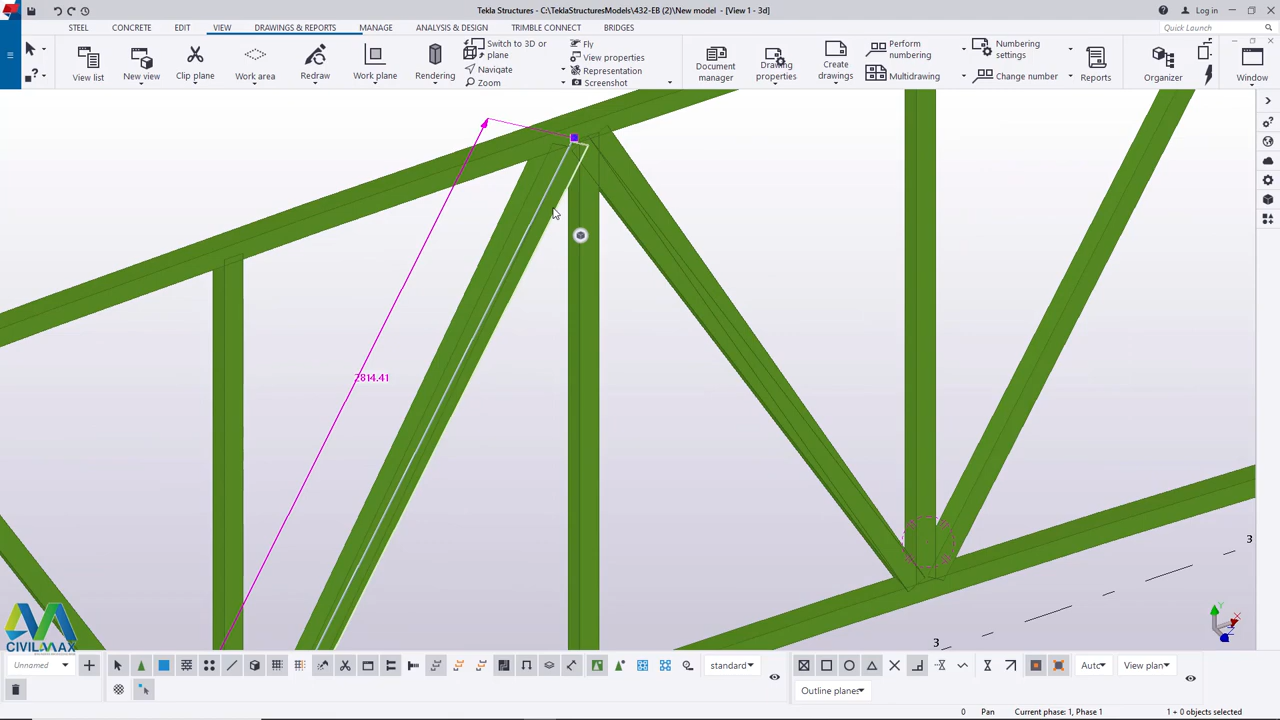 Tekla Structures - C:\TeklaStructuresModels\432-EB (2)\New model - [View 1 - 3d]
Log in
STEEL CONCRETE EDIT VIEW DRAWINGS & REPORTS MANAGE ANALYSIS & DESIGN TRIMBLE CONNECT BRIDGES
Quick Launch
View list
New view
Clip plane
Work area
Redraw
Work plane
Rendering
Switch to 3D or
plane
Navigate
Zoom
Fly
View properties
Representation
Screenshot
Document
manager
Drawing
properties
Create
drawings
Perform
numbering
Multidrawing
Numbering
settings
Change number
Reports
Organizer
Window
2814.41
3
3
CIVILMAX
Unnamed
standard
Auto
View plan
Outline planes
0 Pan Current phase: 1, Phase 1 1 + 0 objects selected